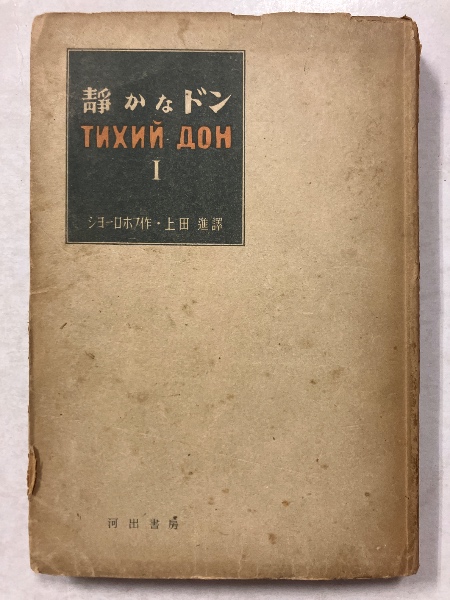 靜かなドン
ТИХИЙ ДОН
I
シヨーロホフ作・上田 進譯
河出書房